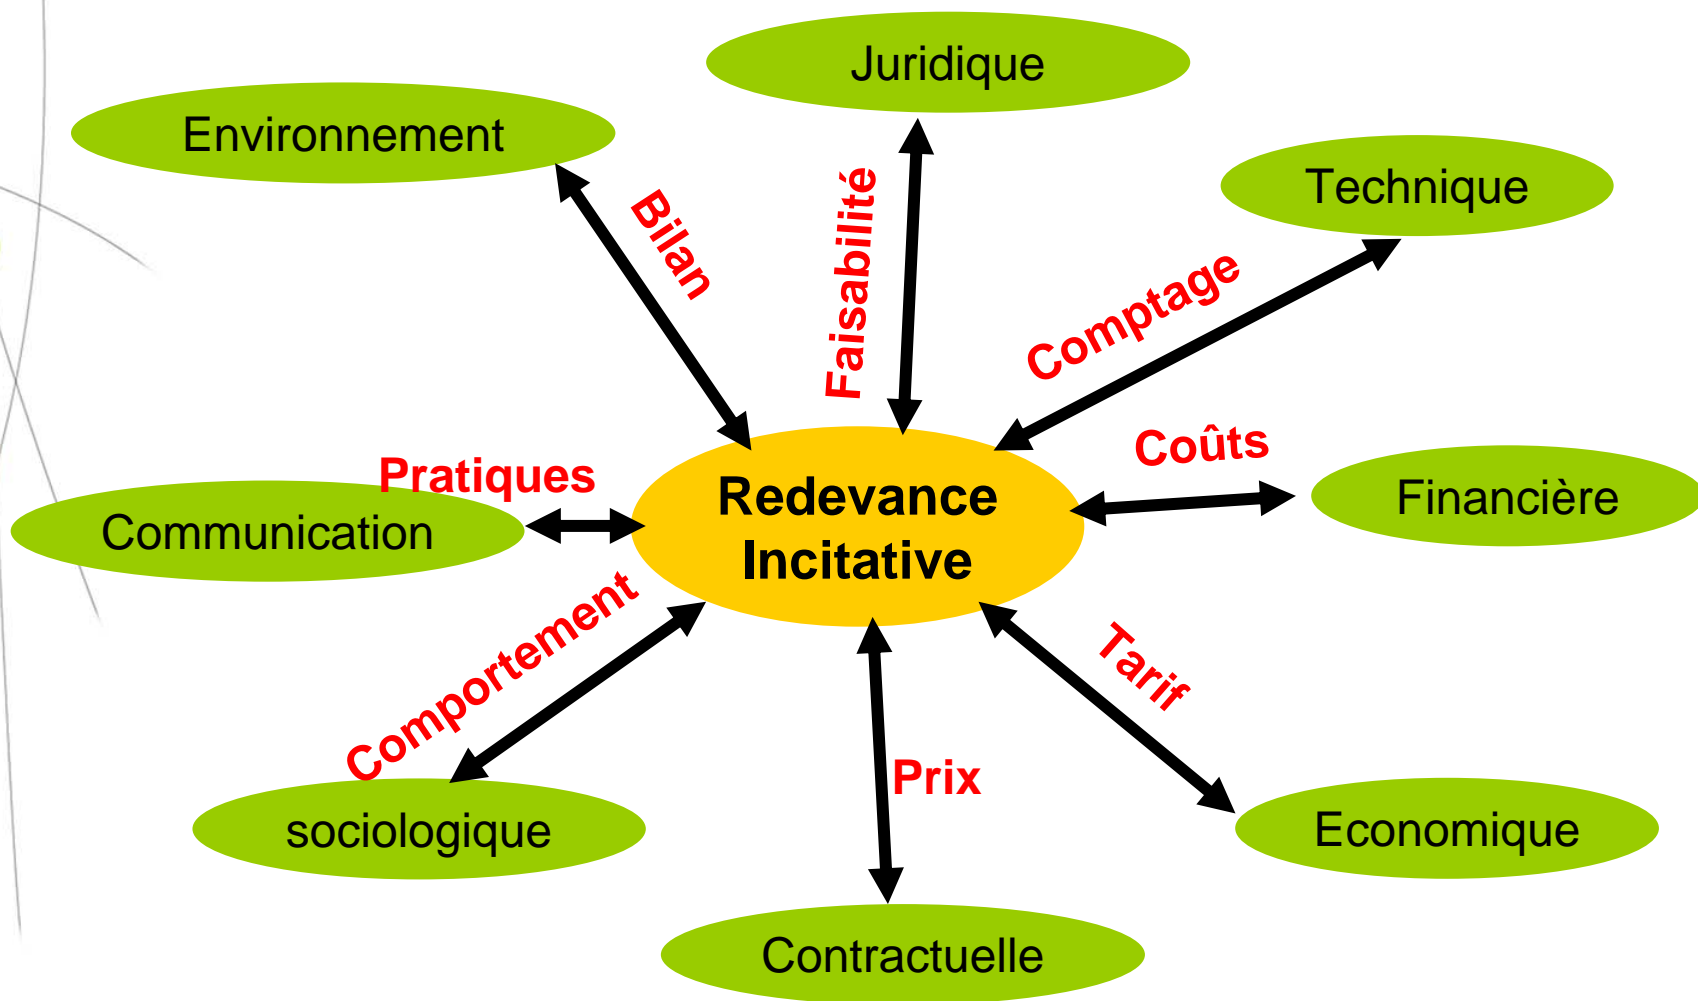 Juridique
Environnement
Technique
Bilan
Faisabilité
Comptage
Coûts
Pratiques
Redevance
Incitative
Financière
Communication
Comportement
Tarif
Prix
sociologique
Economique
Contractuelle